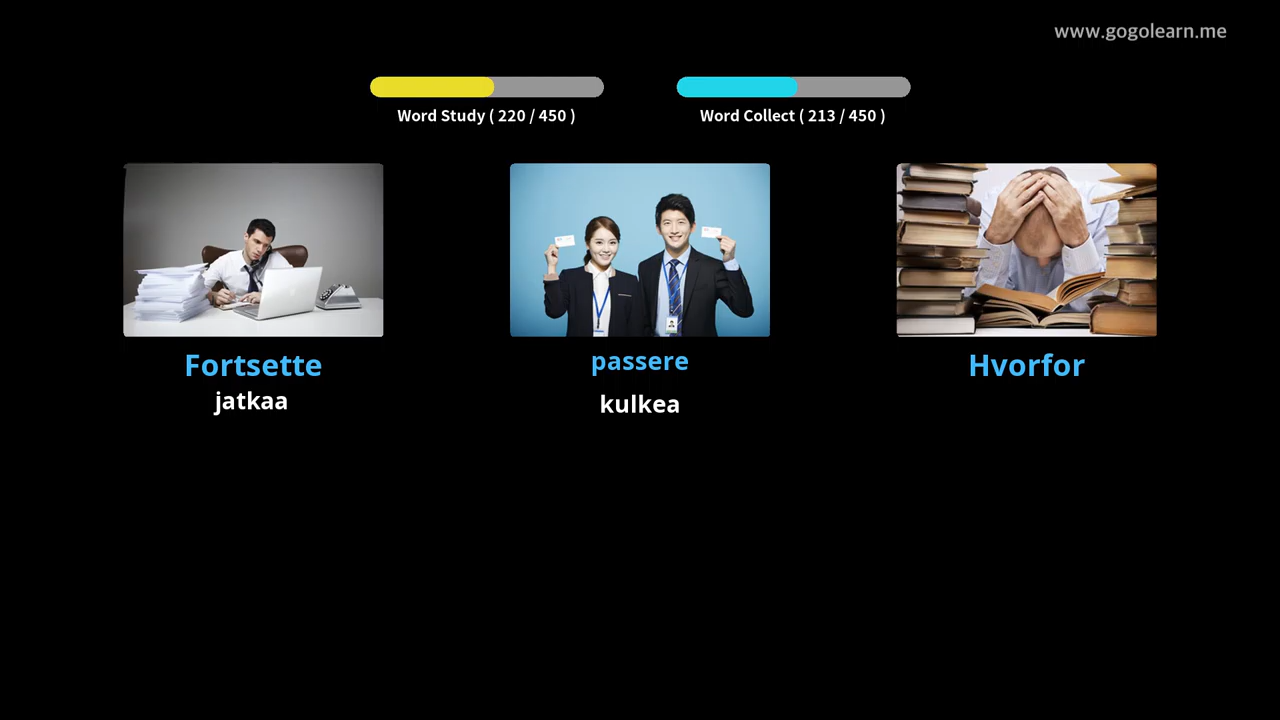 www.gogolearn.me
Word Study ( 220 / 450 )
Word Collect ( 213 / 450 )
Fortsette
jatkaa
passere
kulkea
Hvorfor